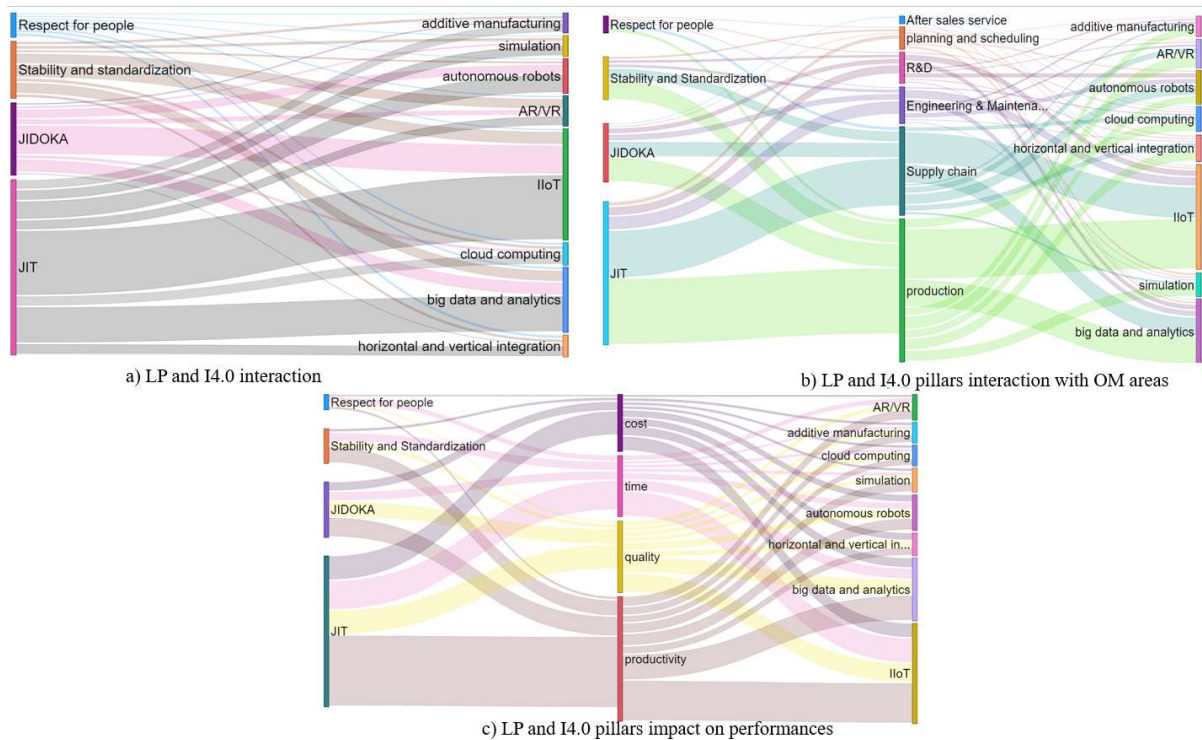 Respect for people
Stability and standardization
JIDOKA
JIT
additive manufacturing
simulation
autonomous robots
AR/VR
IIoT
cloud computing
big data and analytics
horizontal and vertical integration
a) LP and I4.0 interaction
Respect for people
Stability and Standardization
JIDOKA
JIT
After sales service
planning and scheduling
R&D
Engineering & Maintena...
Supply chain
production
additive manufacturing
AR/VR
autonomous robots
cloud computing
horizontal and vertical integration
IIoT
simulation
big data and analytics
b) LP and I4.0 pillars interaction with OM areas
Respect for people
Stability and Standardization
JIDOKA
JIT
cost
time
quality
productivity
AR/VR
additive manufacturing
cloud computing
simulation
autonomous robots
horizontal and vertical in...
big data and analytics
IIoT
c) LP and I4.0 pillars impact on performances